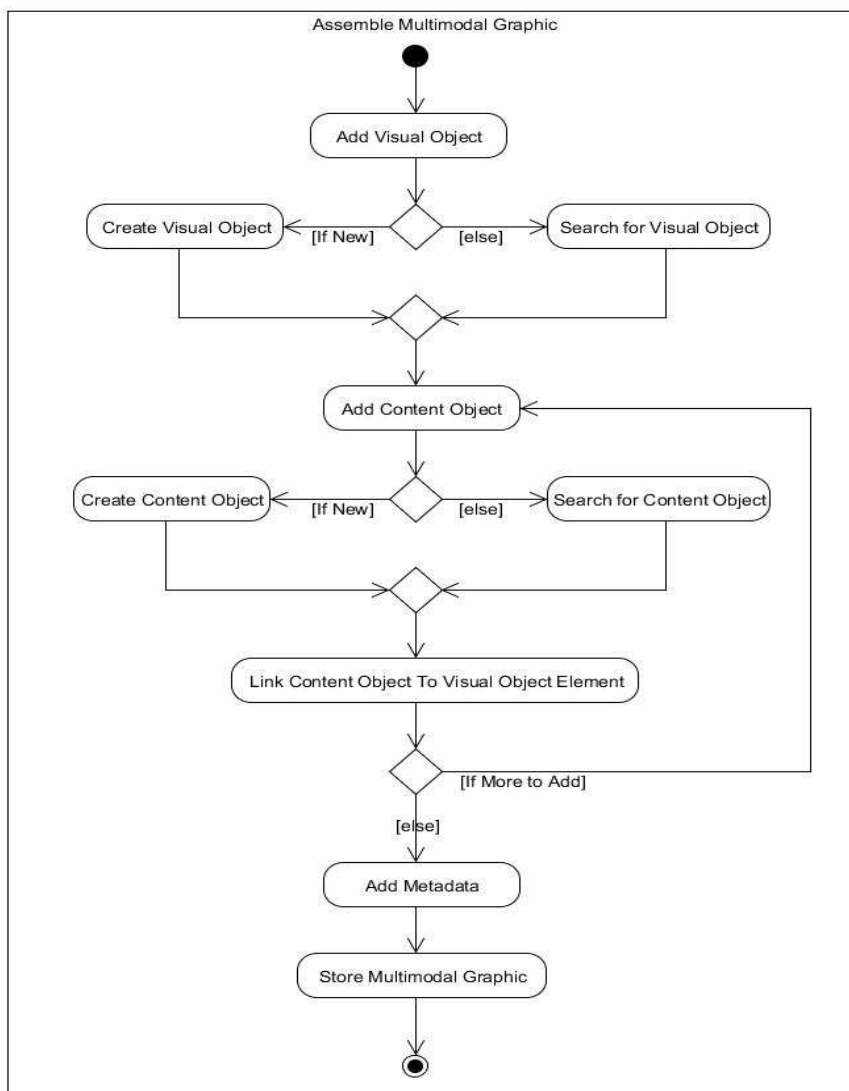 Assemble Multimodal Graphic
Add Visual Object
Create Visual Object
[If New]
[else]
Search for Visual Object
Add Content Object
Create Content Object
[If New]
[else]
Search for Content Object
Link Content Object To Visual Object Element
[If More to Add]
[else]
Add Metadata
Store Multimodal Graphic